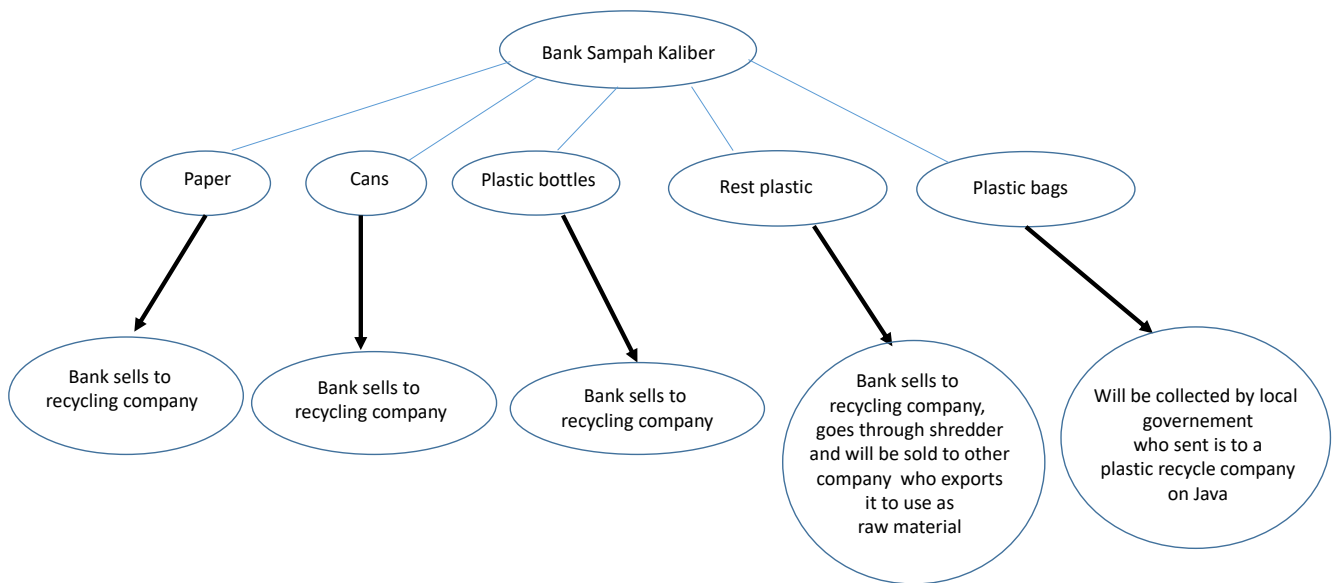 Bank Sampah Kaliber
Paper
Cans
Plastic bottles
Rest plastic
Plastic bags
Bank sells to
recycling company
Bank sells to
recycling company
Bank sells to
recycling company
Bank sells to
recycling company,
goes through shredder
and will be sold to other
company who exports
it to use as
raw material
Will be collected by local
governement
who sent is to a
plastic recycle company
on Java